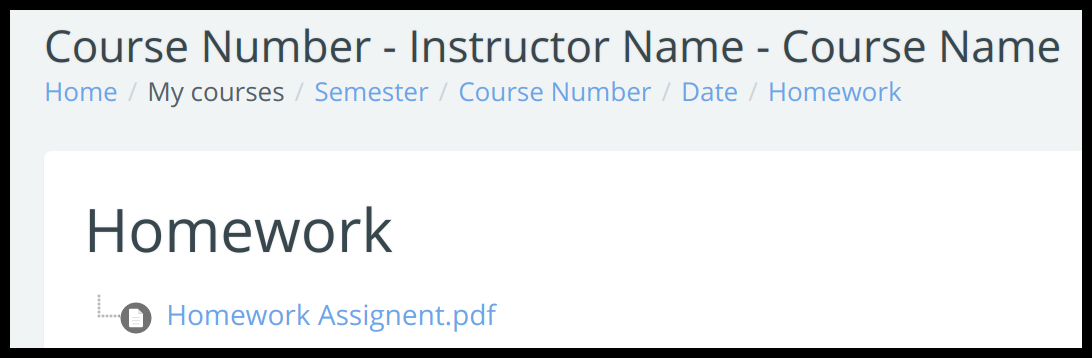 Course Number - Instructor Name - Course Name
Home / My courses / Semester / Course Number / Date / Homework
Homework
Homework Assignent.pdf